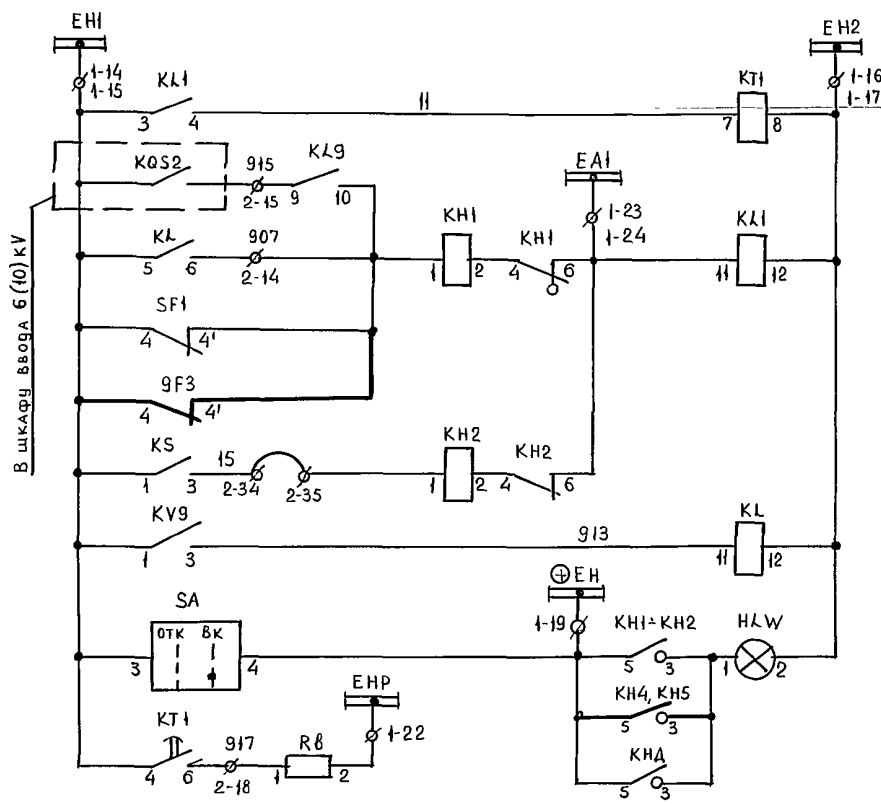 EH1
EH2
1-14
1-15
KL1
3 4
11
KT1
7 8
1-16
1-17
KQS2
915
2-15
KL9
9 10
EA1
1-23
1-24
KL
5 6
907
2-14
KH1
1 2
KH1
4 6
KL1
11 12
SF1
4 4'
9F3
4 4'
KS
1 3
15
2-34
2-35
KH2
1 2
KH2
4 6
KV9
1 3
913
KL
11 12
SA
ОТК ВК
3 4
⊕EH
1-19
KH1÷KH2
5 3
HLW
1 2
KH4, KH5
5 3
KHД
5 3
KT1
4 6
917
2-18
RВ
1 2
EHP
1-22
В ШКАФУ ВВОДА 6(10) KV